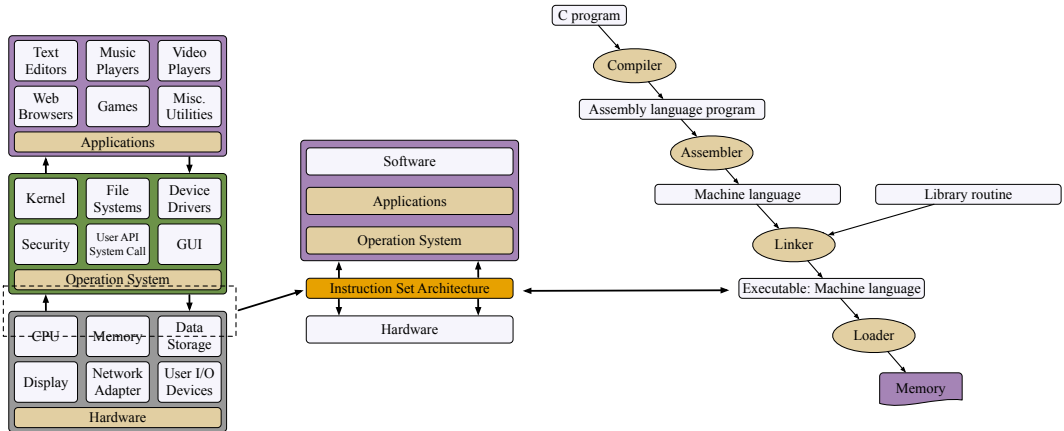 Text
Editors
Music
Players
Video
Players
Web
Browsers
Games
Misc.
Utilities
Applications
Kernel
File
Systems
Device
Drivers
Security
User API
System Call
GUI
Operation System
CPU
Memory
Data
Storage
Display
Network
Adapter
User I/O
Devices
Hardware
Software
Applications
Operation System
Instruction Set Architecture
Hardware
C program
Compiler
Assembly language program
Assembler
Machine language
Library routine
Linker
Executable: Machine language
Loader
Memory